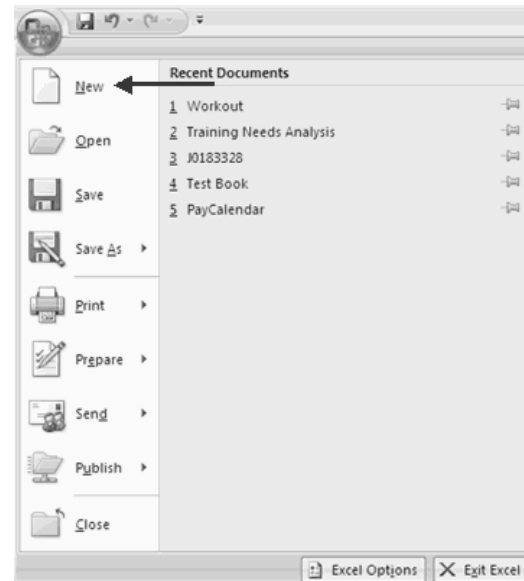 New
Open
Save
Save As
Print
Prepare
Send
Publish
Close
Recent Documents
1 Workout
2 Training Needs Analysis
3 J0183328
4 Test Book
5 PayCalendar
Excel Options
Exit Excel